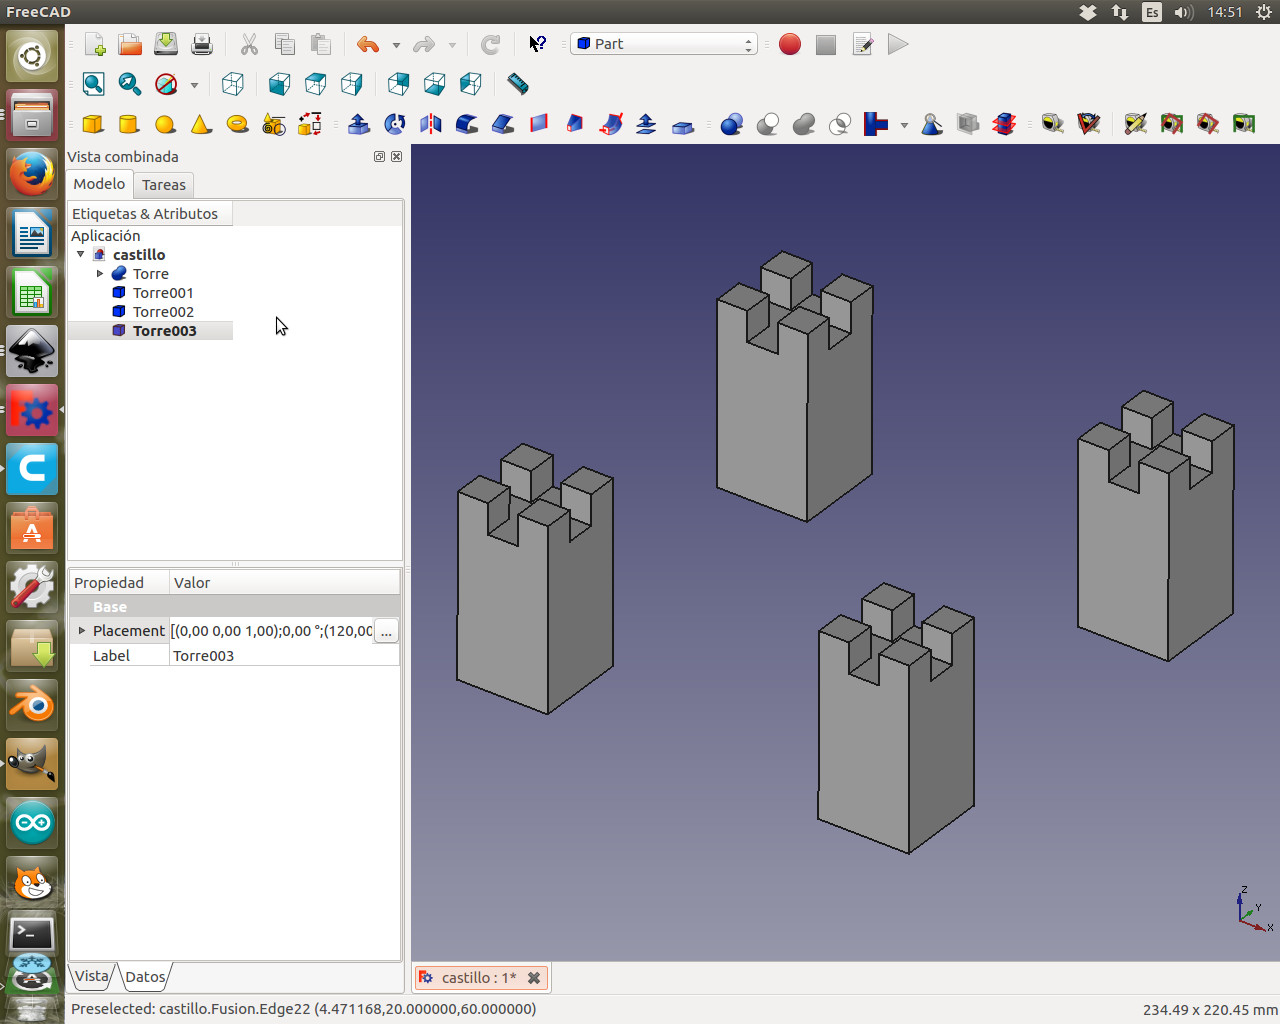 FreeCAD
Es
14:51
Part
Vista combinada
Modelo
Tareas
Etiquetas & Atributos
Aplicación
castillo
Torre
Torre001
Torre002
Torre003
Propiedad Valor
Base
Placement [(0,00 0,00 1,00);0,00 °;(120,00 ...
Label Torre003
Vista
Datos
castillo : 1*
Z
Y
X
Preselected: castillo.Fusion.Edge22 (4.471168,20.000000,60.000000)
234.49 x 220.45 mm